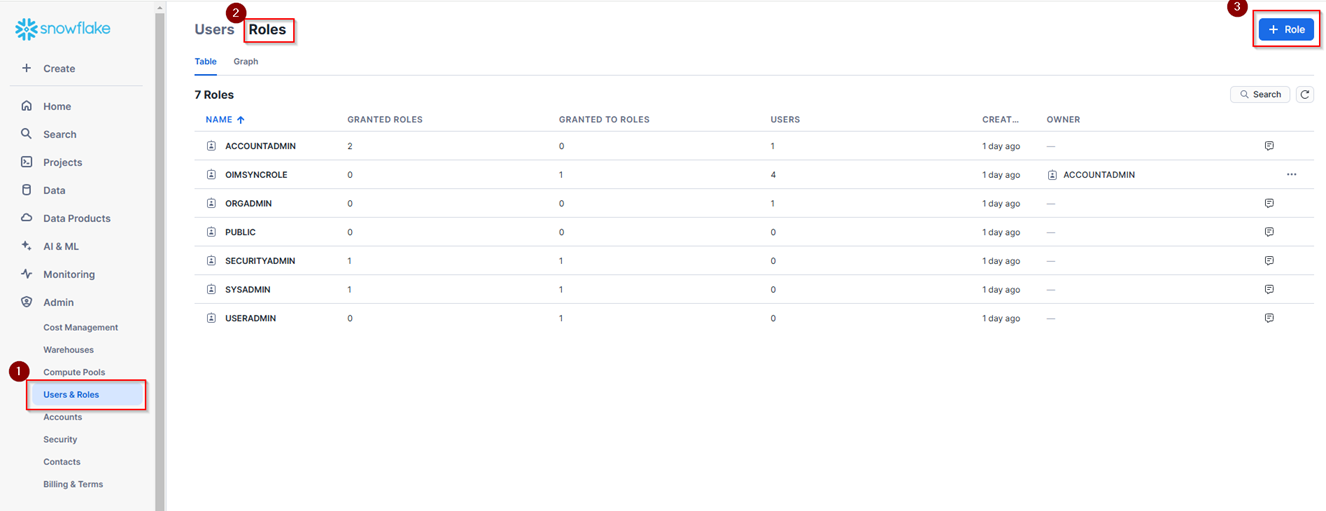 snowflake
Create
Home
Search
Projects
Data
Data Products
AI & ML
Monitoring
Admin
Cost Management
Warehouses
1
Compute Pools
Users & Roles
Accounts
Security
Contacts
Billing & Terms
2
Users Roles
3
+ Role
Table Graph
7 Roles
Search
NAME GRANTED ROLES GRANTED TO ROLES USERS CREAT... OWNER
ACCOUNTADMIN 2 0 1 1 day ago —
OIMSYNCROLE 0 1 4 1 day ago ACCOUNTADMIN ...
ORGADMIN 0 0 1 1 day ago —
PUBLIC 0 0 0 1 day ago —
SECURITYADMIN 1 1 0 1 day ago —
SYSADMIN 1 1 0 1 day ago —
USERADMIN 0 1 0 1 day ago —